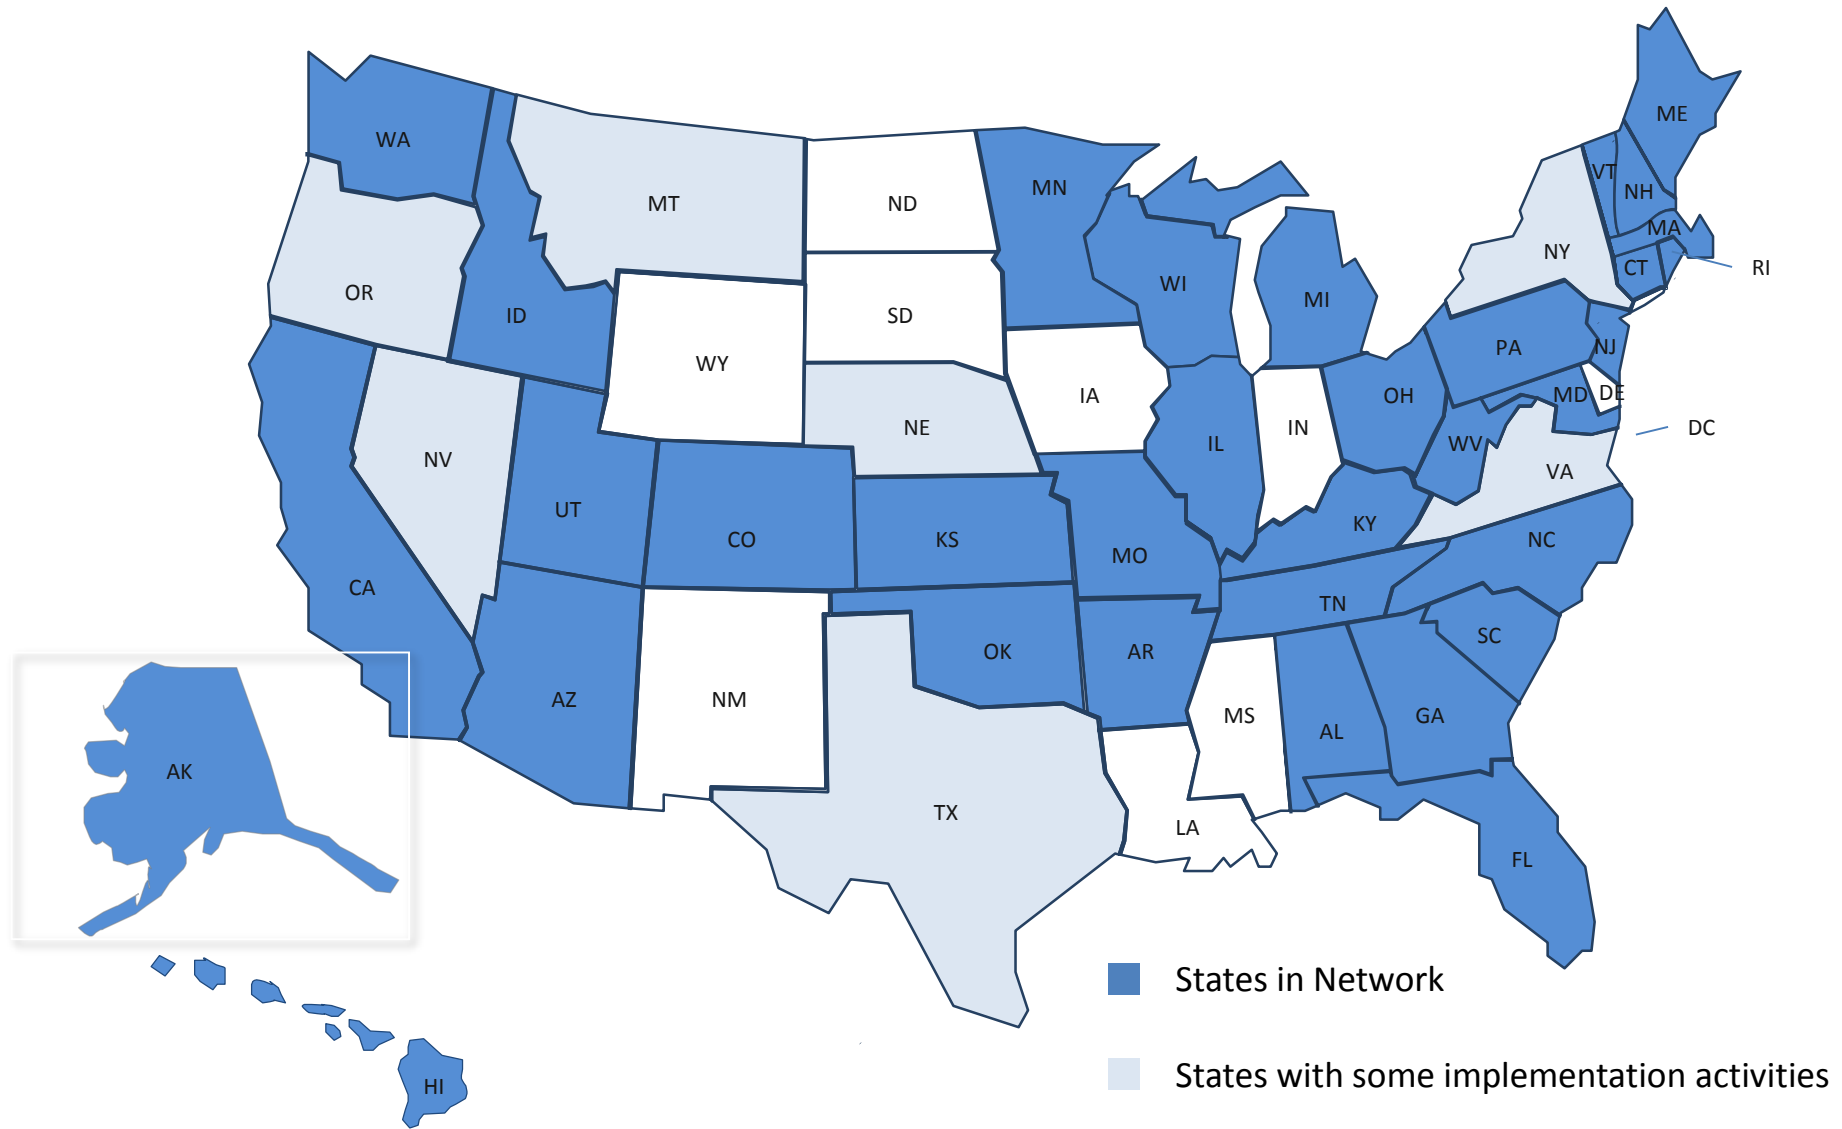 ME
WA
VT
MN
NH
MT
ND
MA
NY
CT
RI
WI
OR
MI
ID
SD
PA
NJ
WY
IA
OH
MD
DE
NE
IN
DC
IL
WV
NV
VA
UT
KY
CO
KS
NC
MO
CA
TN
SC
OK
AR
AZ
NM
MS
GA
AL
AK
TX
LA
FL
States in Network
States with some implementation activities
HI